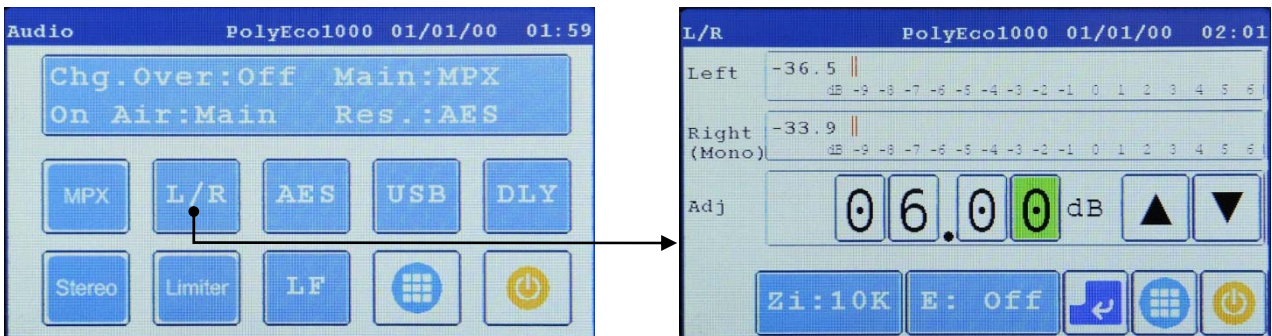 Audio PolyEco1000 01/01/00 01:59
Chg.Over:Off Main:MPX
On Air:Main Res.:AES
MPX L/R AES USB DLY
Stereo Limiter LF
L/R PolyEco1000 01/01/00 02:01
Left -36.5
dB -9 -8 -7 -6 -5 -4 -3 -2 -1 0 1 2 3 4 5 6
Right -33.9
(Mono) dB -9 -8 -7 -6 -5 -4 -3 -2 -1 0 1 2 3 4 5 6
Adj 06.00 dB
Zi:10K E: Off